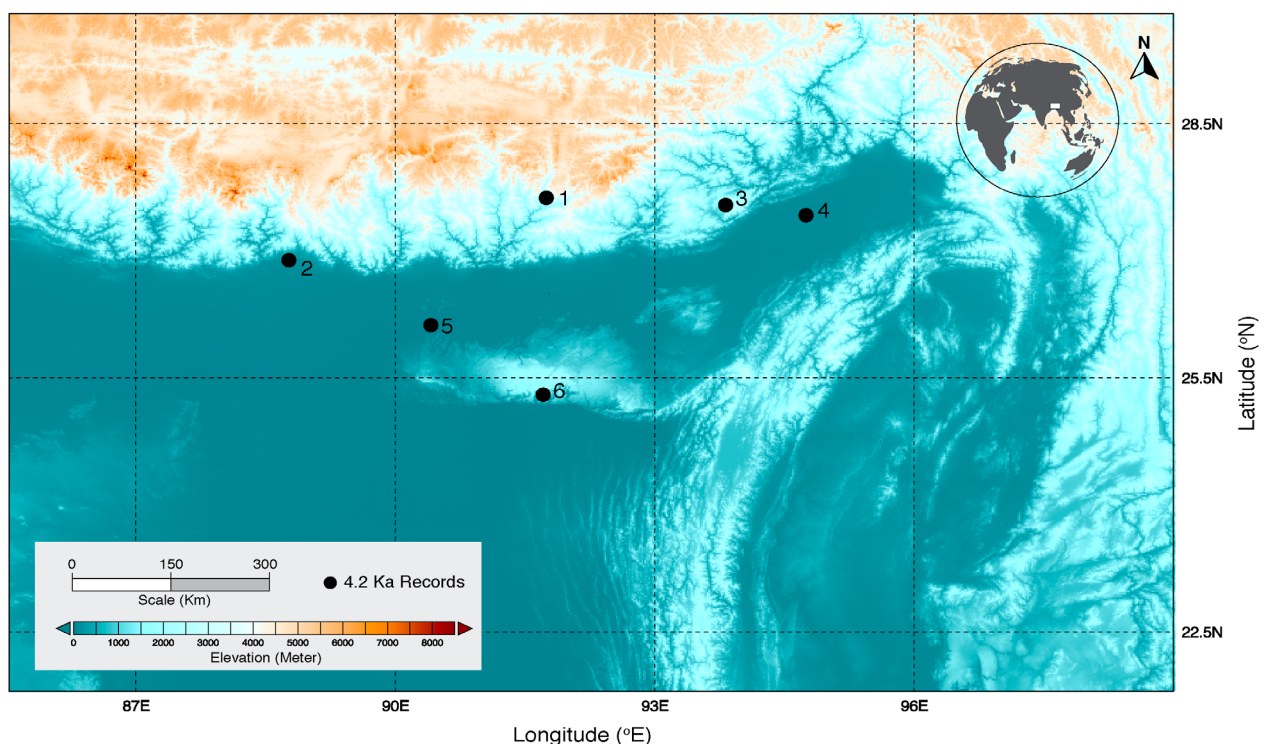 N
28.5N
1
3
4
2
5
25.5N
6
Latitude (ºN)
0 150 300
Scale (Km)
4.2 Ka Records
0 1000 2000 3000 4000 5000 6000 7000 8000
Elevation (Meter)
22.5N
87E 90E 93E 96E
Longitude (ºE)